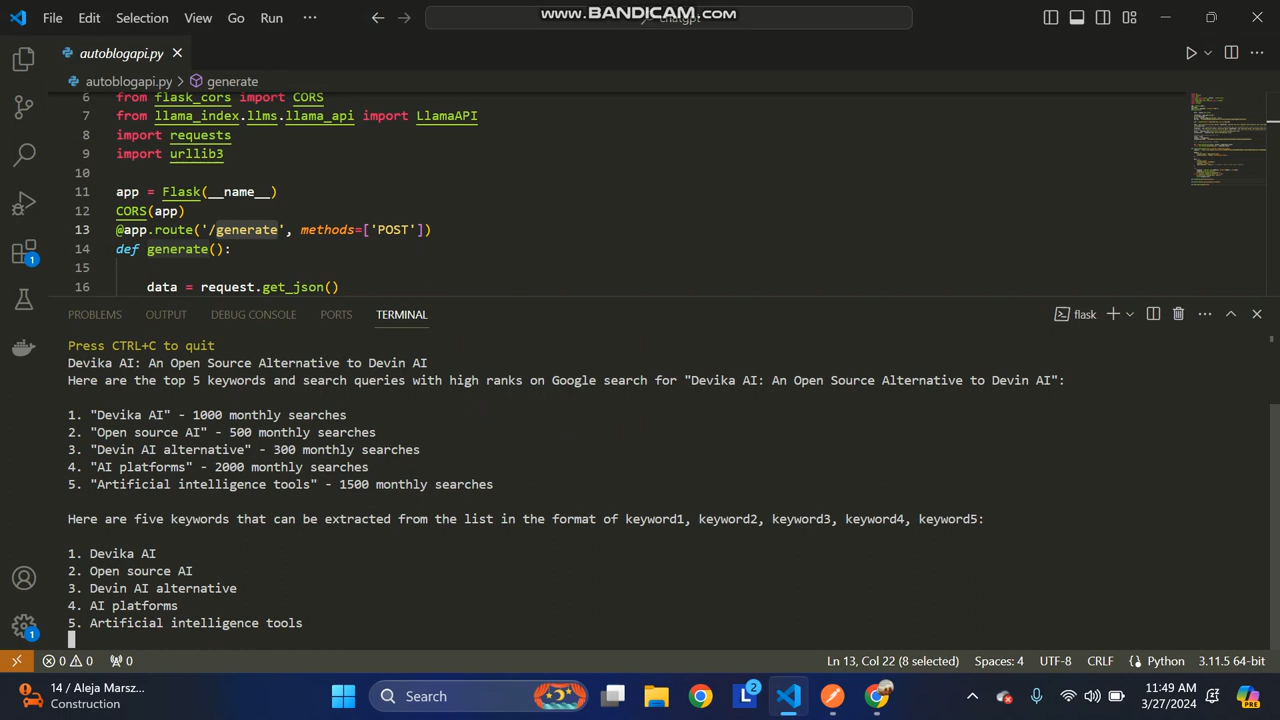 File Edit Selection View Go Run ···
www.BANDICAM.com
autoblogapi.py
autoblogapi.py > generate
6 from flask_cors import CORS
7 from llama_index.llms.llama_api import LlamaAPI
8 import requests
9 import urllib3
10
11 app = Flask(__name__)
12 CORS(app)
13 @app.route('/generate', methods=['POST'])
14 def generate():
15
16 data = request.get_json()
PROBLEMS OUTPUT DEBUG CONSOLE PORTS TERMINAL flask
Press CTRL+C to quit
Devika AI: An Open Source Alternative to Devin AI
Here are the top 5 keywords and search queries with high ranks on Google search for "Devika AI: An Open Source Alternative to Devin AI":
1. "Devika AI" - 1000 monthly searches
2. "Open source AI" - 500 monthly searches
3. "Devin AI alternative" - 300 monthly searches
4. "AI platforms" - 2000 monthly searches
5. "Artificial intelligence tools" - 1500 monthly searches
Here are five keywords that can be extracted from the list in the format of keyword1, keyword2, keyword3, keyword4, keyword5:
1. Devika AI
2. Open source AI
3. Devin AI alternative
4. AI platforms
5. Artificial intelligence tools
1
1
0 0 0 Ln 13, Col 22 (8 selected) Spaces: 4 UTF-8 CRLF Python 3.11.5 64-bit
14 / Aleja Marsz...
Construction
Search
L 2
PRE
11:49 AM
3/27/2024